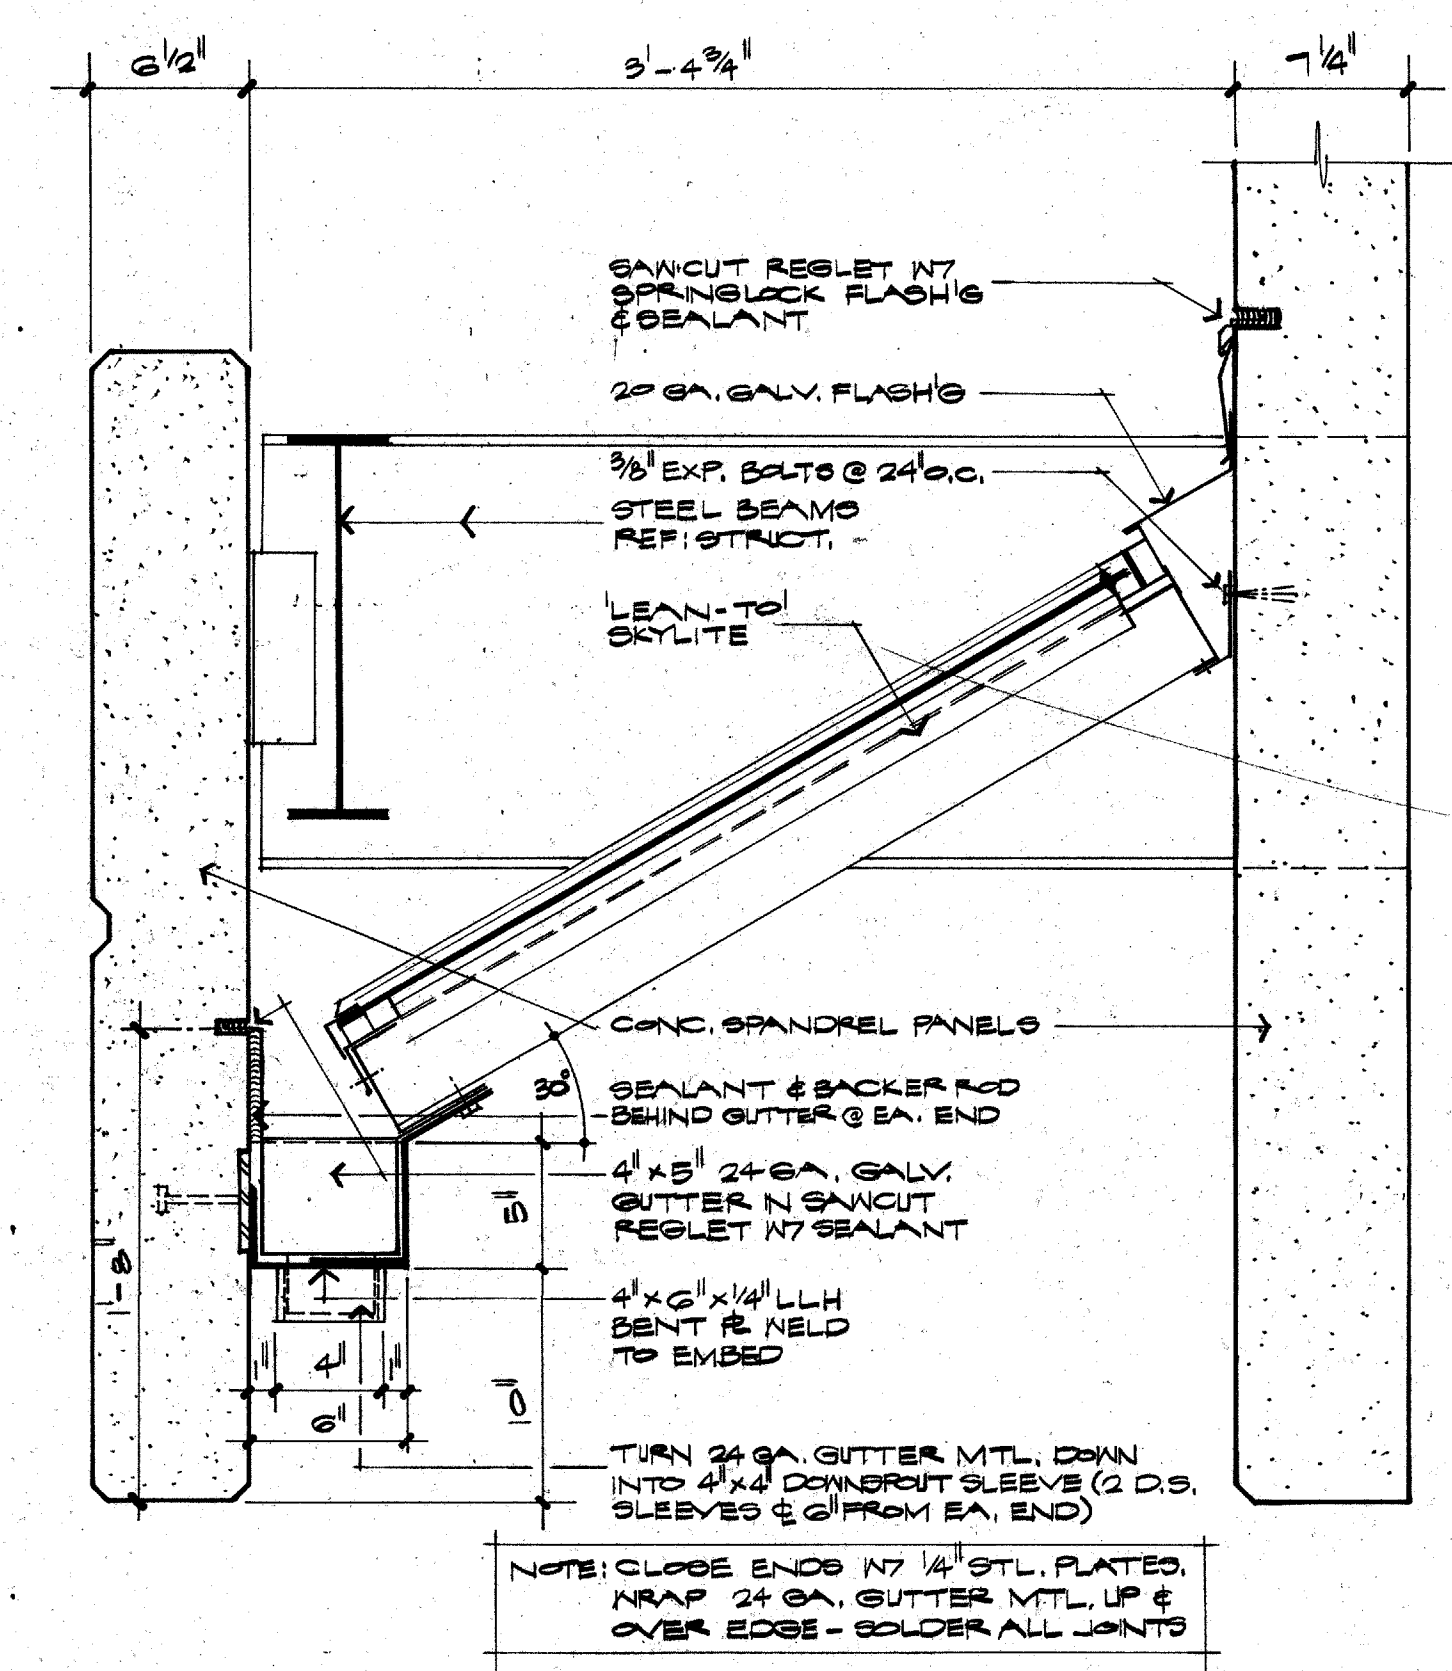 6 1/2" 3'-4 3/4" 7 1/4"
SAWCUT REGLET W/
SPRINGLOCK FLASH'G
& SEALANT
20 GA. GALV. FLASH'G
3/8" EXP. BOLTS @ 24" O.C.
STEEL BEAMS
REF: STRUCT.
'LEAN-TO'
SKYLITE
CONC. SPANDREL PANELS
30°
SEALANT & BACKER ROD
BEHIND GUTTER @ EA. END
4" x 5" 24 GA. GALV.
GUTTER IN SAWCUT
REGLET W/ SEALANT
5"
1'-8"
4" x 6" x 1/4" LLH
BENT PL WELD
TO EMBED
1" 4" 1"
6"
10"
TURN 24 GA. GUTTER MTL. DOWN
INTO 4" x 4" DOWNSPOUT SLEEVE (2 D.S.
SLEEVES ℄ 6" FROM EA. END)
NOTE: CLOSE ENDS W/ 1/4" STL. PLATES.
WRAP 24 GA. GUTTER MTL. UP &
OVER EDGE - SOLDER ALL JOINTS